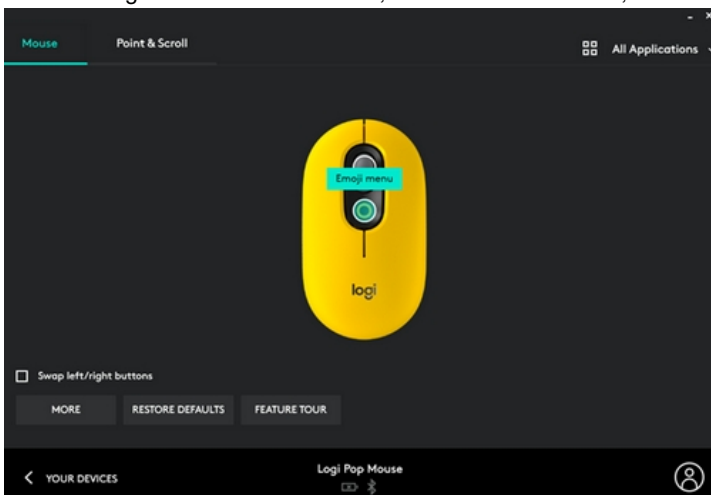 Mouse
Point & Scroll
All Applications
Emoji menu
logi
Swap left/right buttons
MORE
RESTORE DEFAULTS
FEATURE TOUR
YOUR DEVICES
Logi Pop Mouse